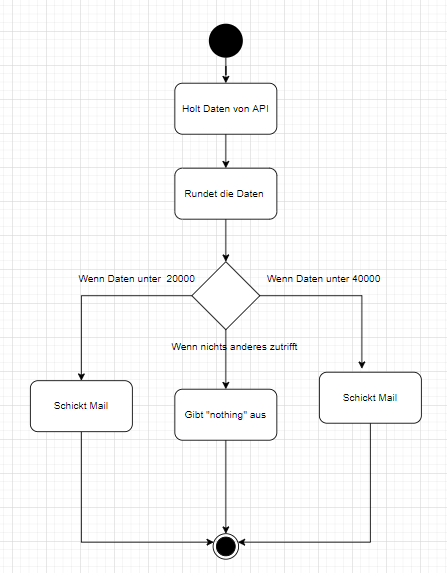 Holt Daten von API
Rundet die Daten
Wenn Daten unter 20000
Wenn Daten unter 40000
Wenn nichts anderes zutrifft
Schickt Mail
Gibt "nothing" aus
Schickt Mail